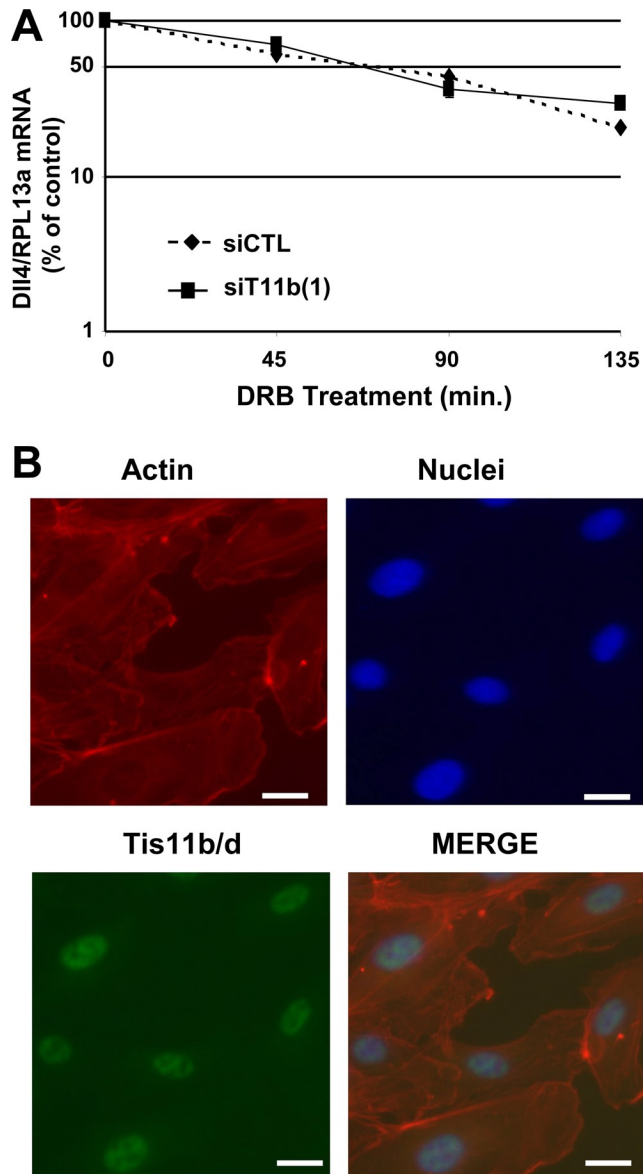 A
Dll4/RPL13a mRNA
(% of control)
100
50
10
1
siCTL
siT11b(1)
0 45 90 135
DRB Treatment (min.)
B
Actin Nuclei
Tis11b/d MERGE